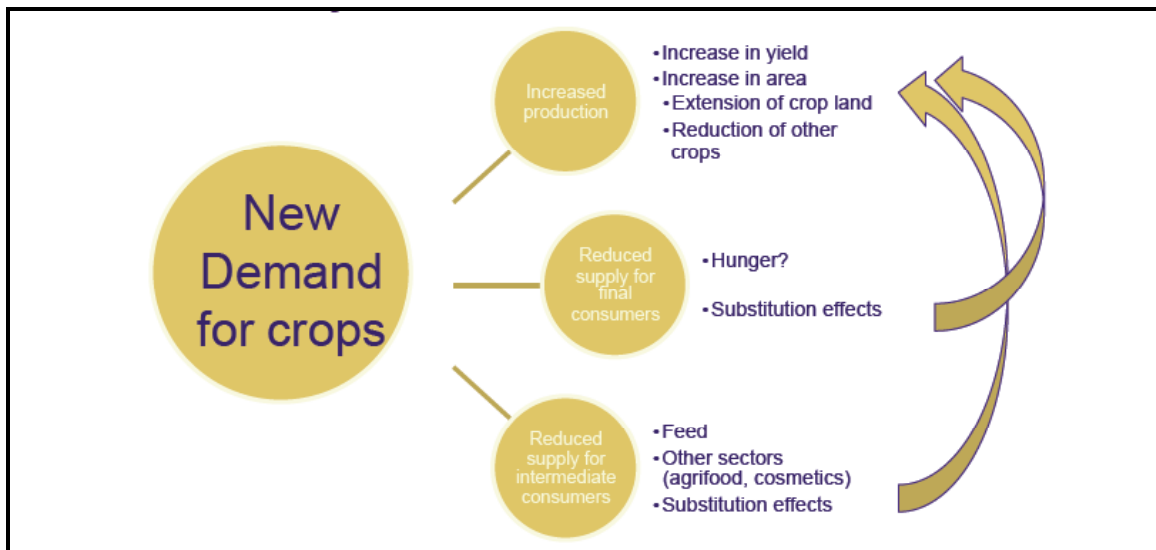 New
Demand
for crops
Increased
production
•Increase in yield
•Increase in area
•Extension of crop land
•Reduction of other
crops
Reduced
supply for
final
consumers
•Hunger?
•Substitution effects
Reduced
supply for
intermediate
consumers
•Feed
•Other sectors
(agrifood, cosmetics)
•Substitution effects